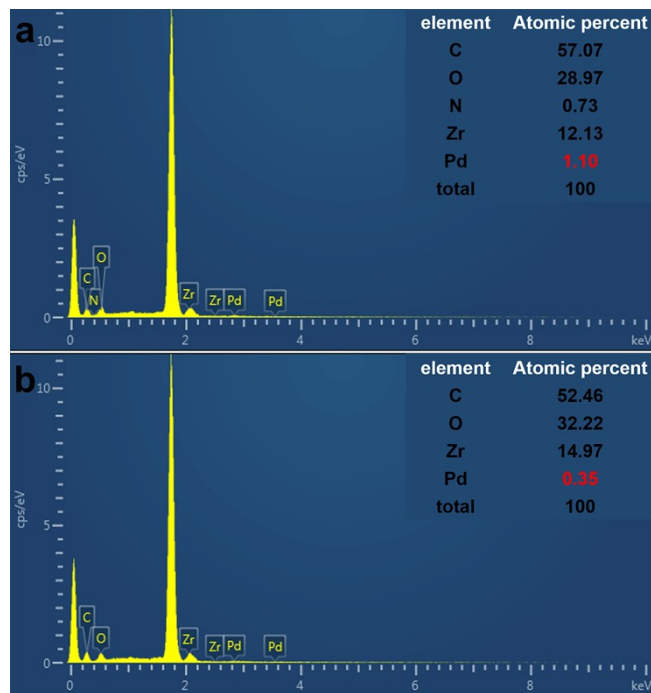 a
element Atomic percent
C 57.07
O 28.97
N 0.73
Zr 12.13
Pd 1.10
total 100
10
5
0
cps/eV
C
N
O
Zr
Zr
Pd
Pd
0 2 4 6 8 keV
b
element Atomic percent
C 52.46
O 32.22
Zr 14.97
Pd 0.35
total 100
10
5
0
cps/eV
C
O
Zr
Zr
Pd
Pd
0 2 4 6 8 keV